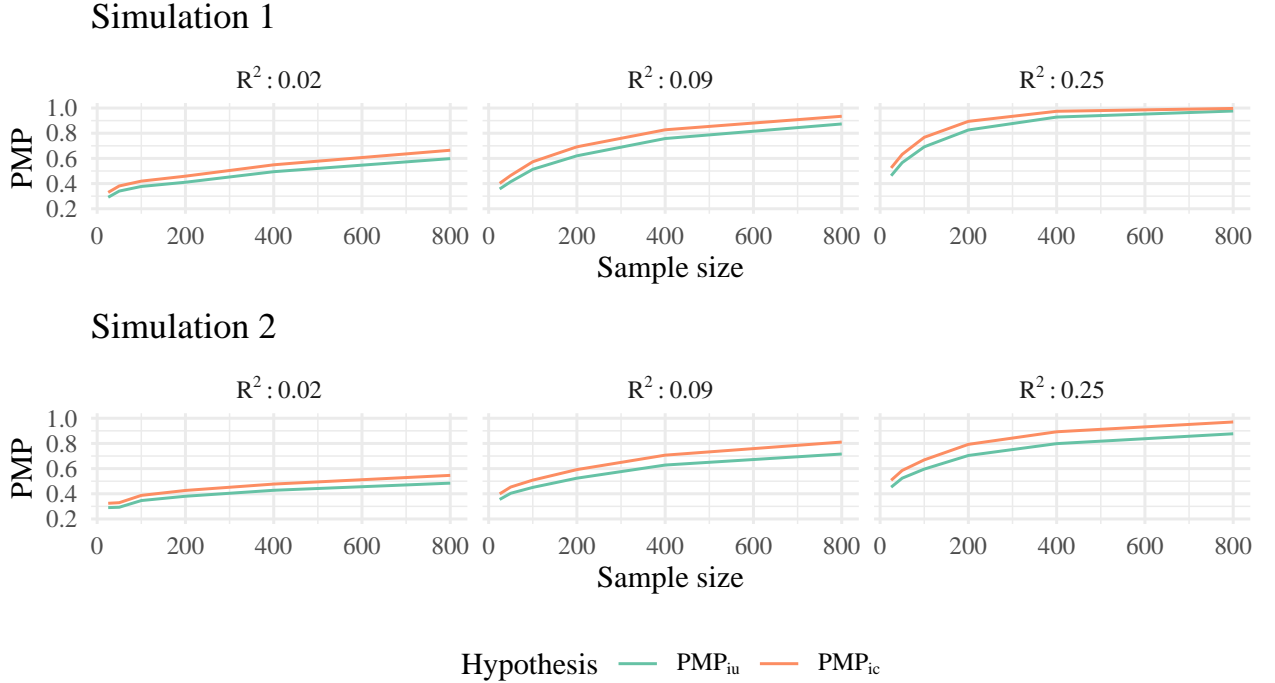 Simulation 1
R²: 0.02
R²: 0.09
R²: 0.25
PMP
1.0
0.8
0.6
0.4
0.2
0 200 400 600 800
0 200 400 600 800
0 200 400 600 800
Sample size
Simulation 2
R²: 0.02
R²: 0.09
R²: 0.25
PMP
1.0
0.8
0.6
0.4
0.2
0 200 400 600 800
0 200 400 600 800
0 200 400 600 800
Sample size
Hypothesis PMPiu PMPic